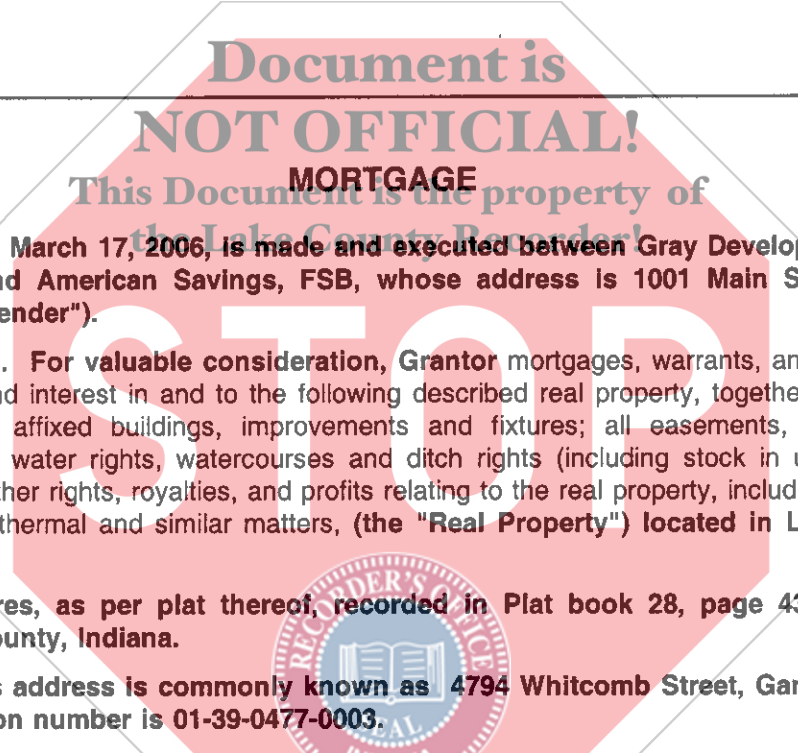 Document is
NOT OFFICIAL!
MORTGAGE
This Document is the property of
the Lake County Recorder!
March 17, 2006, is made and executed between Gray Develop
nd American Savings, FSB, whose address is 1001 Main S
ender").
. For valuable consideration, Grantor mortgages, warrants, an
nd interest in and to the following described real property, togethe
affixed buildings, improvements and fixtures; all easements,
water rights, watercourses and ditch rights (including stock in u
ther rights, royalties, and profits relating to the real property, includ
thermal and similar matters, (the "Real Property") located in L
STOP
res, as per plat thereof, recorded in Plat book 28, page 43
ounty, Indiana.
s address is commonly known as 4794 Whitcomb Street, Gar
on number is 01-39-0477-0003.
RECORDER'S OFFICE
SEAL